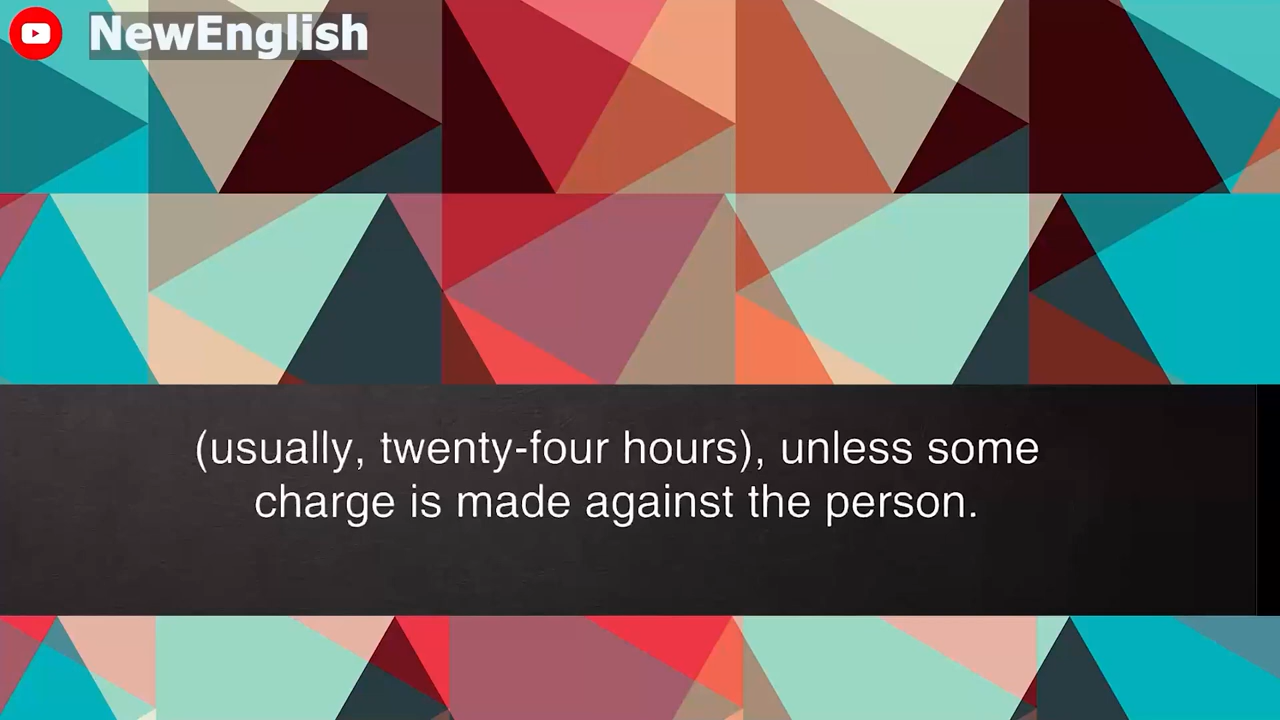 NewEnglish
(usually, twenty-four hours), unless some
charge is made against the person.